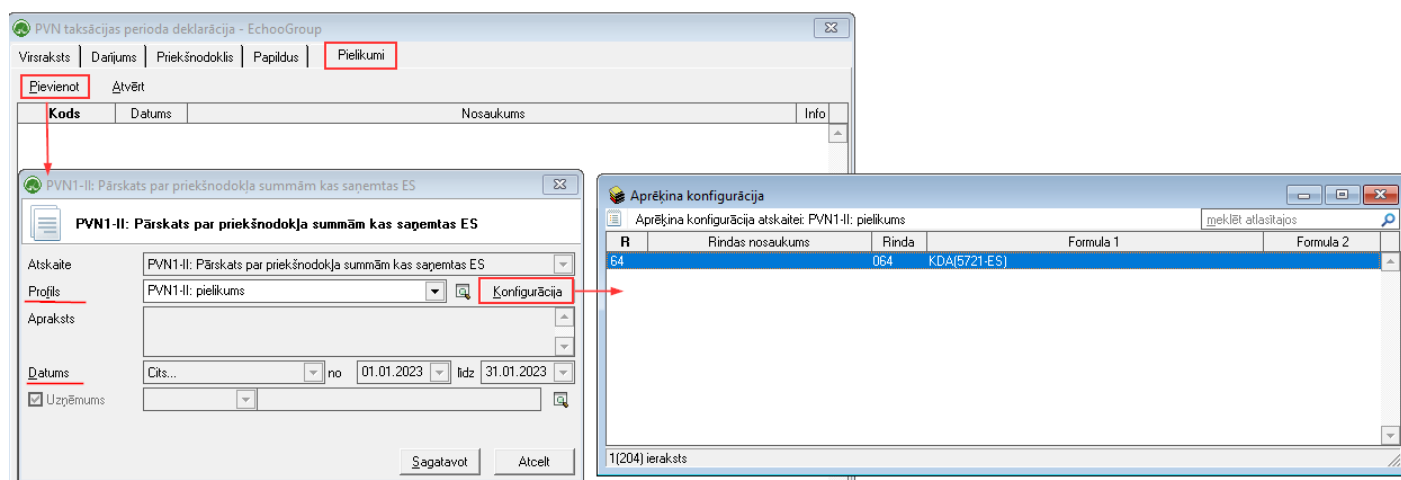 PVN taksācijas perioda deklarācija - EchooGroup
Virsraksts Darījums Priekšnodoklis Papildus Pielikumi
Pievienot Atvērt
Kods Datums Nosaukums Info
PVN1-II: Pārskats par priekšnodokļa summām kas saņemtas ES
PVN1-II: Pārskats par priekšnodokļa summām kas saņemtas ES
Atskaite PVN1-II: Pārskats par priekšnodokļa summām kas saņemtas ES
Profils PVN1-II: pielikums Konfigurācija
Apraksts
Datums Cits... no 01.01.2023 līdz 31.01.2023
Uzņēmums
Sagatavot Atcelt
Aprēķina konfigurācija
Aprēķina konfigurācija atskaitei: PVN1-II: pielikums meklēt atlasītajos
R Rindas nosaukums Rinda Formula 1 Formula 2
64 064 KDA(5721-ES)
1(204) ieraksts